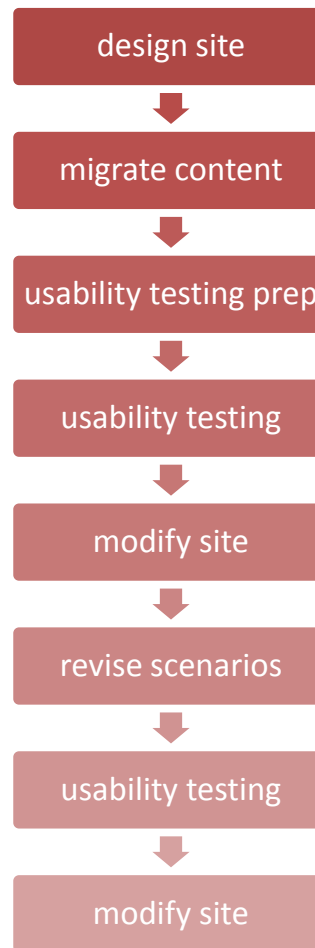 design site
migrate content
usability testing prep
usability testing
modify site
revise scenarios
usability testing
modify site